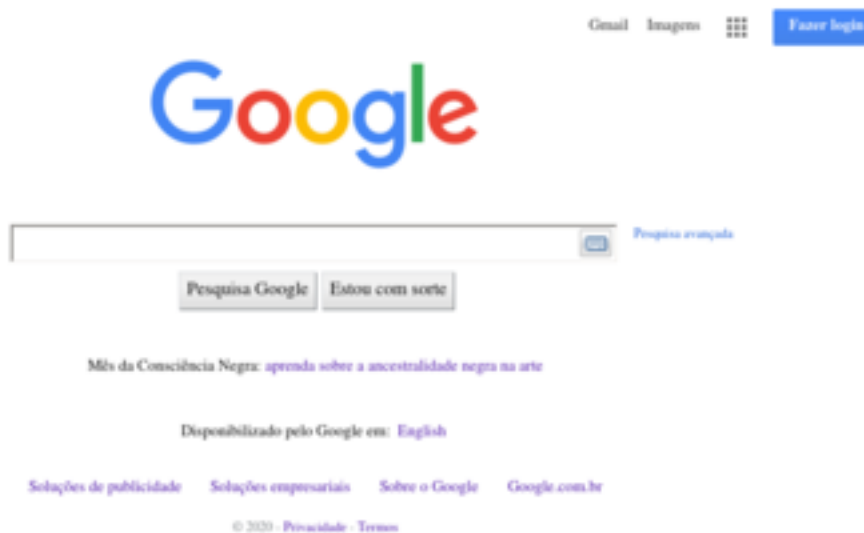 Gmail Imagens Fazer login
Google
Pesquisa avançada
Pesquisa Google Estou com sorte
Mês da Consciência Negra: aprenda sobre a ancestralidade negra na arte
Disponibilizado pelo Google em: English
Soluções de publicidade Soluções empresariais Sobre o Google Google.com.br
© 2020 - Privacidade - Termos